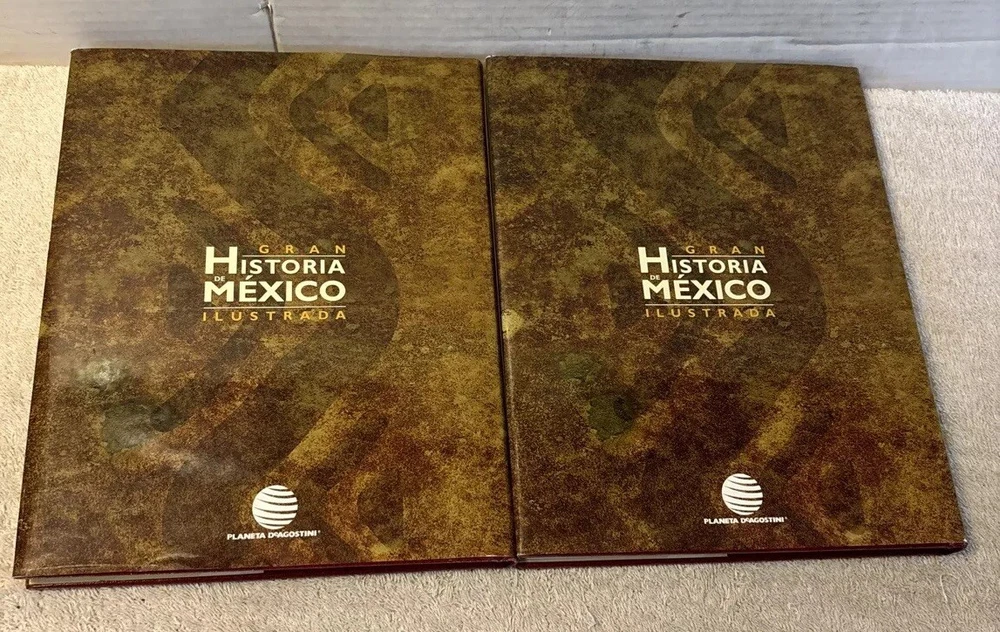 GRAN
HISTORIA
DE
MÉXICO
ILUSTRADA
PLANETA DeAGOSTINI®
GRAN
HISTORIA
DE
MÉXICO
ILUSTRADA
PLANETA DeAGOSTINI®